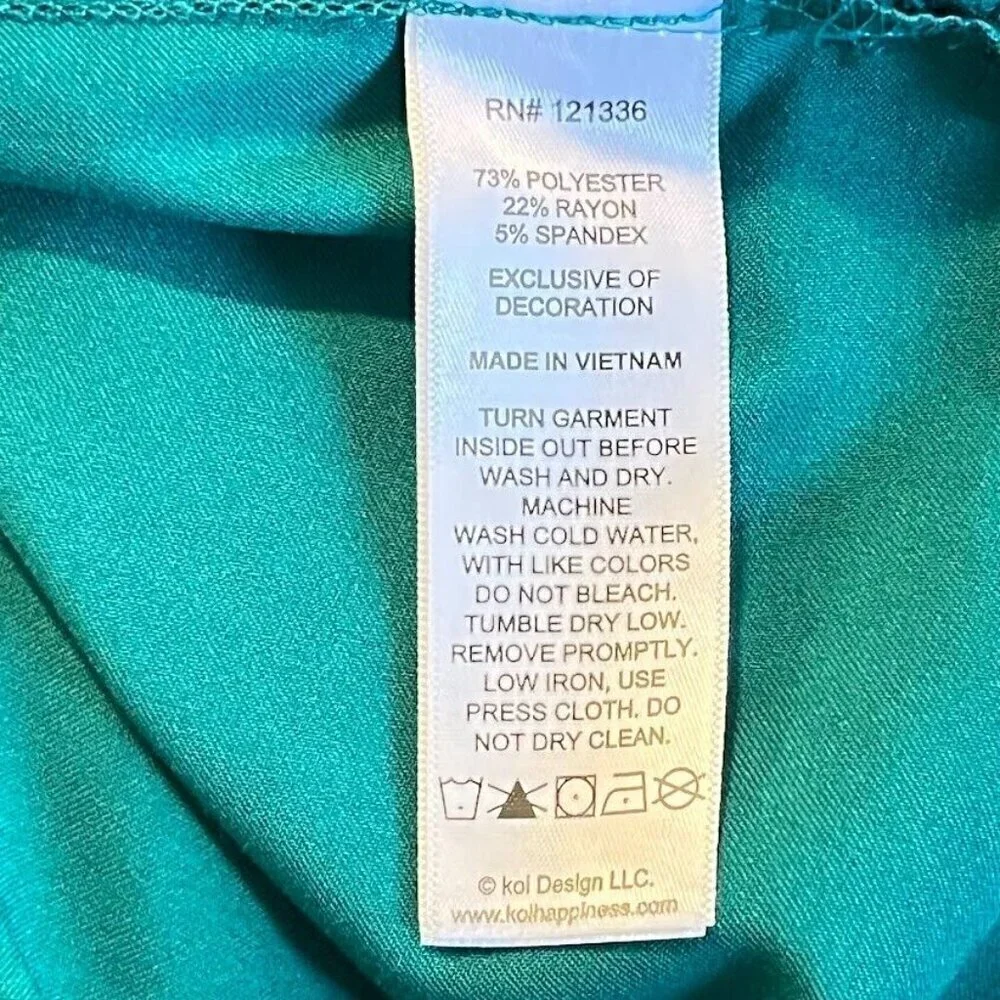 RN# 121336
73% POLYESTER
22% RAYON
5% SPANDEX
EXCLUSIVE OF
DECORATION
MADE IN VIETNAM
TURN GARMENT
INSIDE OUT BEFORE
WASH AND DRY.
MACHINE
WASH COLD WATER,
WITH LIKE COLORS
DO NOT BLEACH.
TUMBLE DRY LOW.
REMOVE PROMPTLY.
LOW IRON, USE
PRESS CLOTH. DO
NOT DRY CLEAN.
© koi Design LLC.
www.koihappiness.com